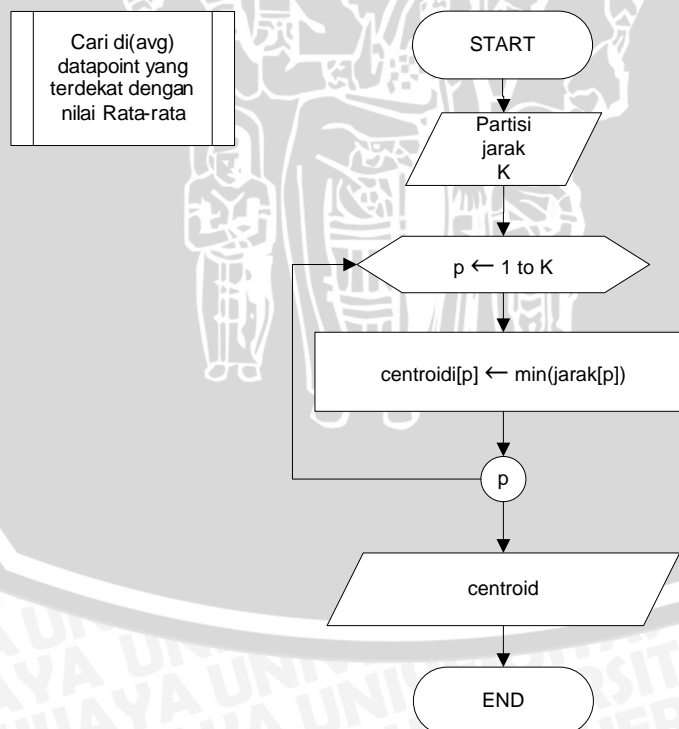 Cari di(avg)
datapoint yang
terdekat dengan
nilai Rata-rata
START
Partisi
jarak
K
p ← 1 to K
centroidi[p] ← min(jarak[p])
p
centroid
END